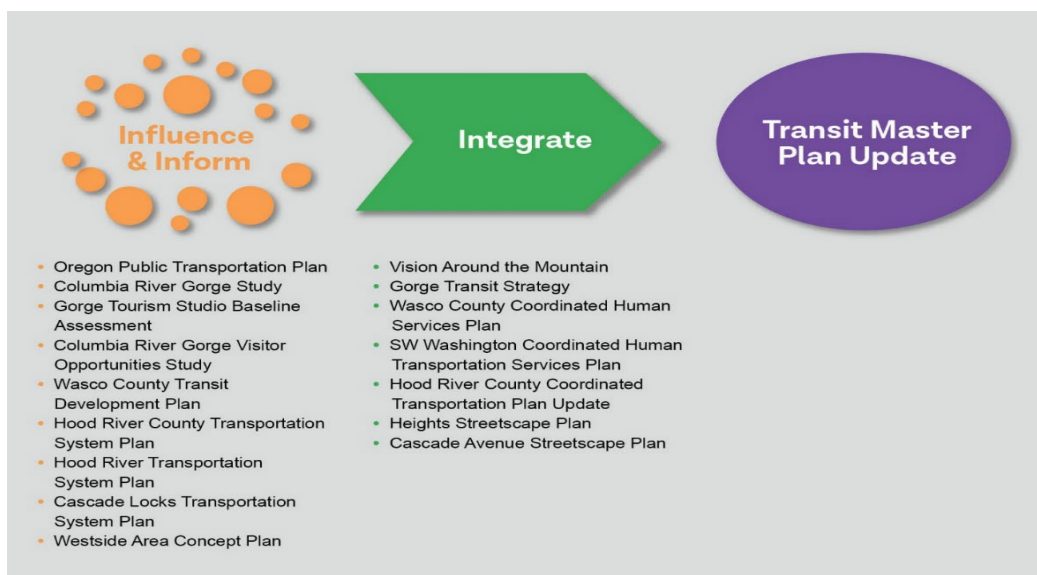 Influence
& Inform
Integrate
Transit Master
Plan Update
• Oregon Public Transportation Plan
• Columbia River Gorge Study
• Gorge Tourism Studio Baseline
Assessment
• Columbia River Gorge Visitor
Opportunities Study
• Wasco County Transit
Development Plan
• Hood River County Transportation
System Plan
• Hood River Transportation
System Plan
• Cascade Locks Transportation
System Plan
• Westside Area Concept Plan
• Vision Around the Mountain
• Gorge Transit Strategy
• Wasco County Coordinated Human
Services Plan
• SW Washington Coordinated Human
Transportation Services Plan
• Hood River County Coordinated
Transportation Plan Update
• Heights Streetscape Plan
• Cascade Avenue Streetscape Plan